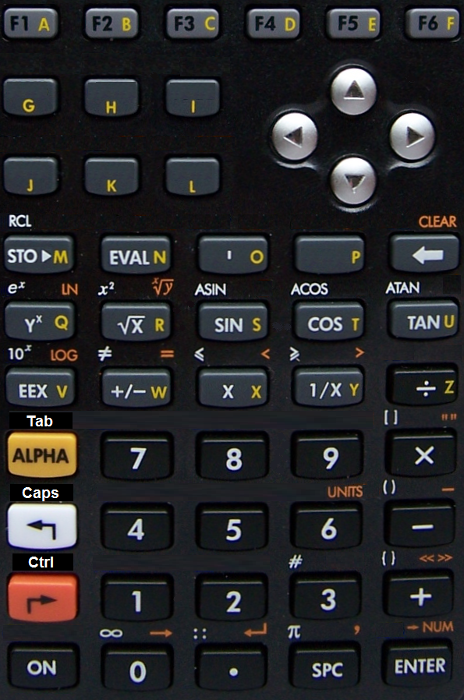 F1 A F2 B F3 C F4 D F5 E F6 F
G H I
J K L
RCL CLEAR
STO ▶ M EVAL N ' O P
eˣ LN x² ˣ√y ASIN ACOS ATAN
Yˣ Q √X R SIN S COS T TAN U
10ˣ LOG ≠ = ≤ < ≥ >
EEX V +/− W X X 1/X Y ÷ Z
Tab [ ] " "
ALPHA 7 8 9 ×
Caps UNITS ( ) _
4 5 6 −
Ctrl # { } << >>
1 2 3 +
∞ → :: ↵ π , → NUM
ON 0 . SPC ENTER